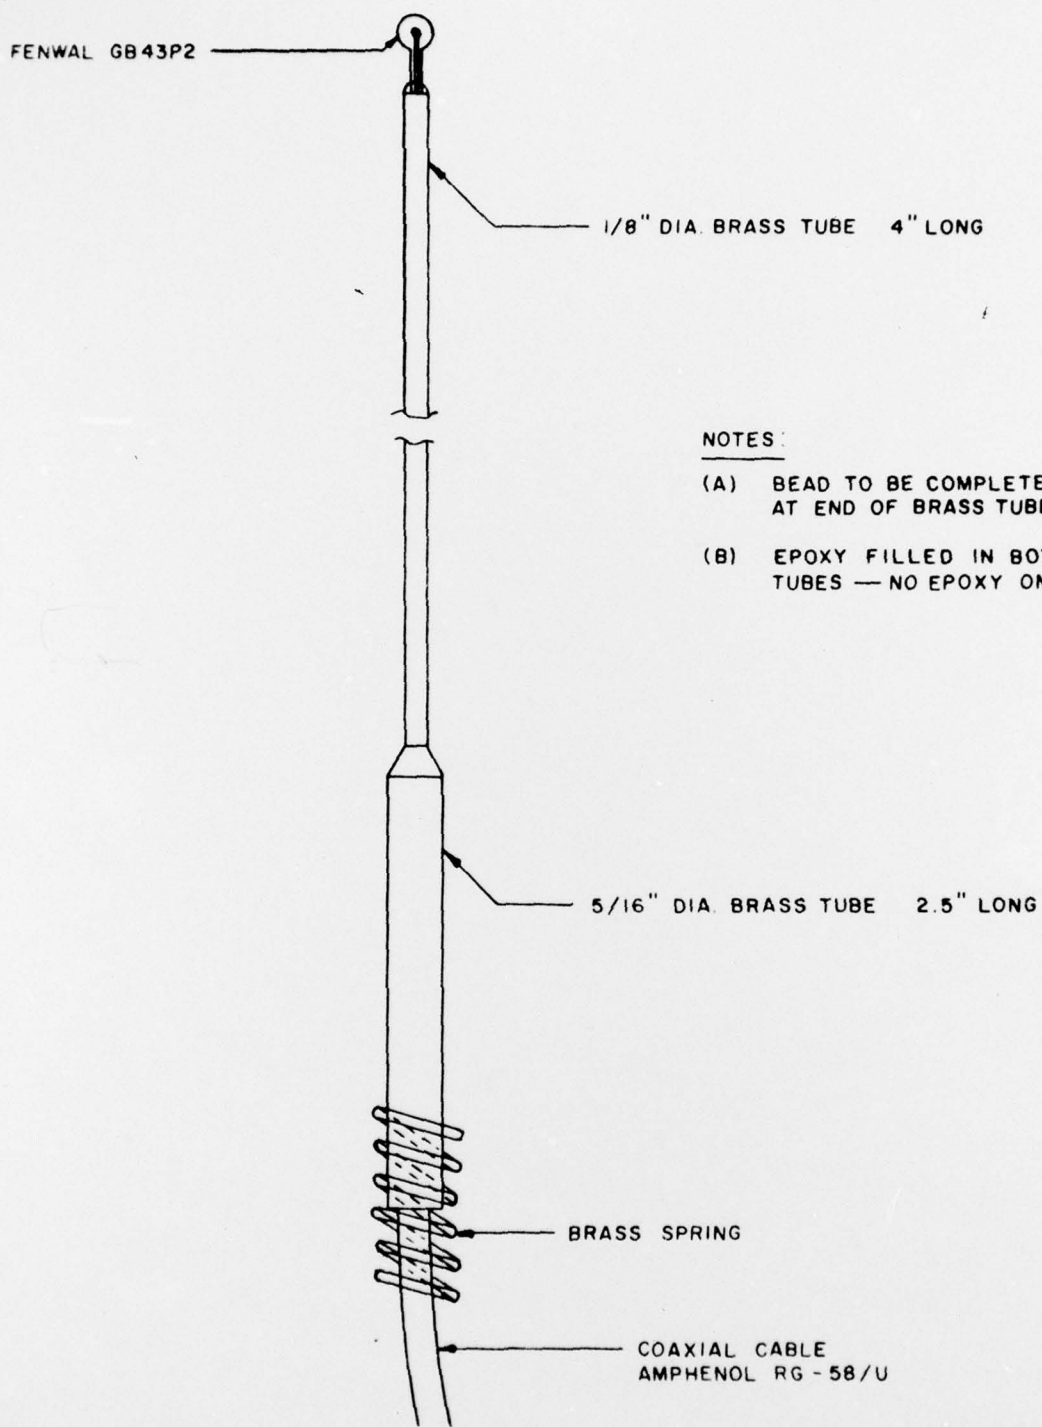 FENWAL GB43P2
1/8" DIA. BRASS TUBE 4" LONG
NOTES:
(A) BEAD TO BE COMPLETE
AT END OF BRASS TUBE
(B) EPOXY FILLED IN BO
TUBES — NO EPOXY ON
5/16" DIA. BRASS TUBE 2.5" LONG
BRASS SPRING
COAXIAL CABLE
AMPHENOL RG-58/U